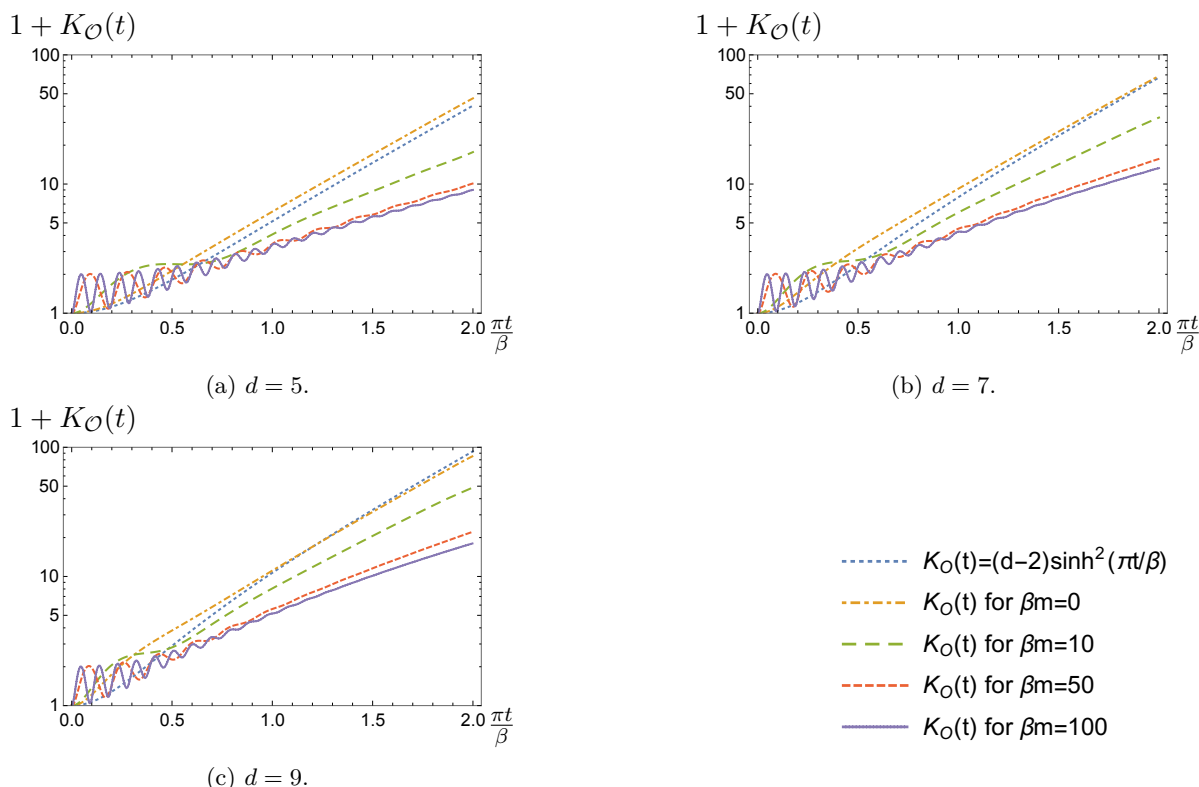 1 + K_𝒪(t)
100
50
10
5
1
0.0 0.5 1.0 1.5 2.0 πt/β
(a) d = 5.
1 + K_𝒪(t)
100
50
10
5
1
0.0 0.5 1.0 1.5 2.0 πt/β
(b) d = 7.
1 + K_𝒪(t)
100
50
10
5
1
0.0 0.5 1.0 1.5 2.0 πt/β
(c) d = 9.
K_O(t)=(d−2)sinh²(πt/β)
K_O(t) for βm=0
K_O(t) for βm=10
K_O(t) for βm=50
K_O(t) for βm=100